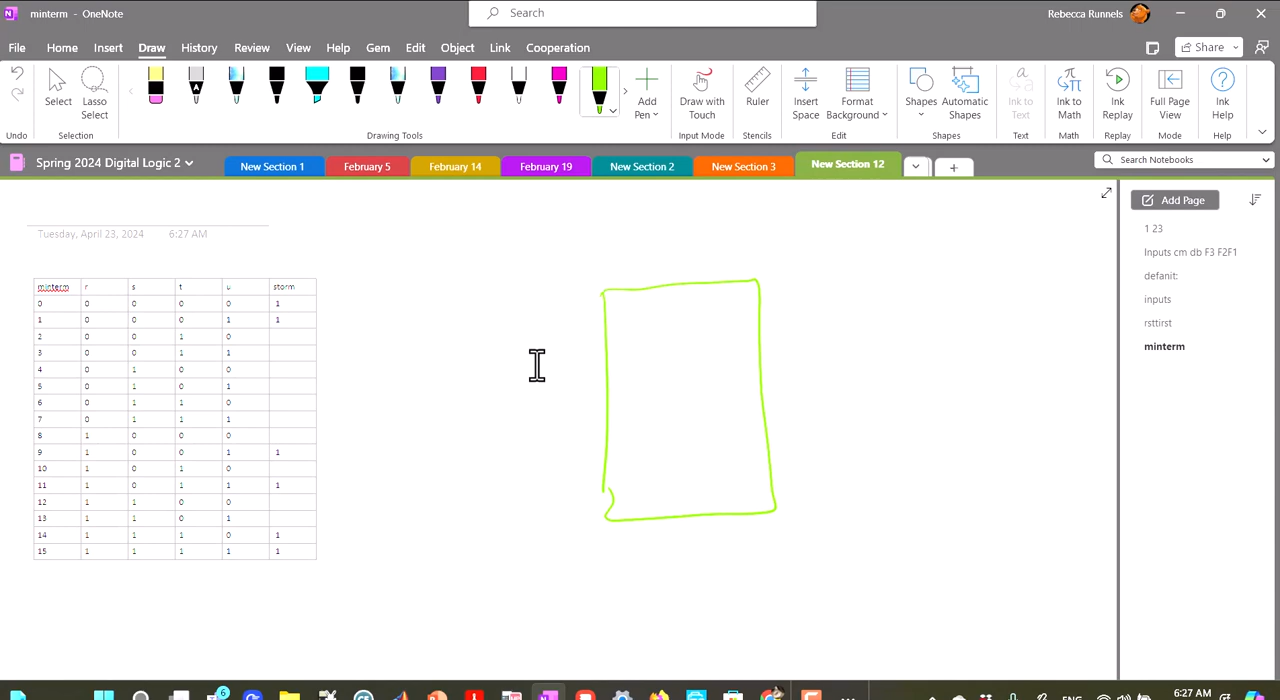 minterm - OneNote
Search
Rebecca Runnels
File Home Insert Draw History Review View Help Gem Edit Object Link Cooperation
Share
Select Lasso Select Add Pen Draw with Touch Ruler Insert Space Format Background Shapes Automatic Shapes Ink to Text Ink to Math Ink Replay Full Page View Ink Help
Undo Selection Drawing Tools Input Mode Stencils Edit Shapes Text Math Replay Mode Help
Spring 2024 Digital Logic 2 New Section 1 February 5 February 14 February 19 New Section 2 New Section 3 New Section 12 + Search Notebooks
Add Page
1 23
Inputs cm db F3 F2F1
defanit:
inputs
rsttirst
minterm
Tuesday, April 23, 2024 6:27 AM
minterm r s t u storm
0 0 0 0 0 1
1 0 0 0 1 1
2 0 0 1 0
3 0 0 1 1
4 0 1 0 0
5 0 1 0 1
6 0 1 1 0
7 0 1 1 1
8 1 0 0 0
9 1 0 0 1 1
10 1 0 1 0
11 1 0 1 1 1
12 1 1 0 0
13 1 1 0 1
14 1 1 1 0 1
15 1 1 1 1 1
6
ENG
6:27 AM